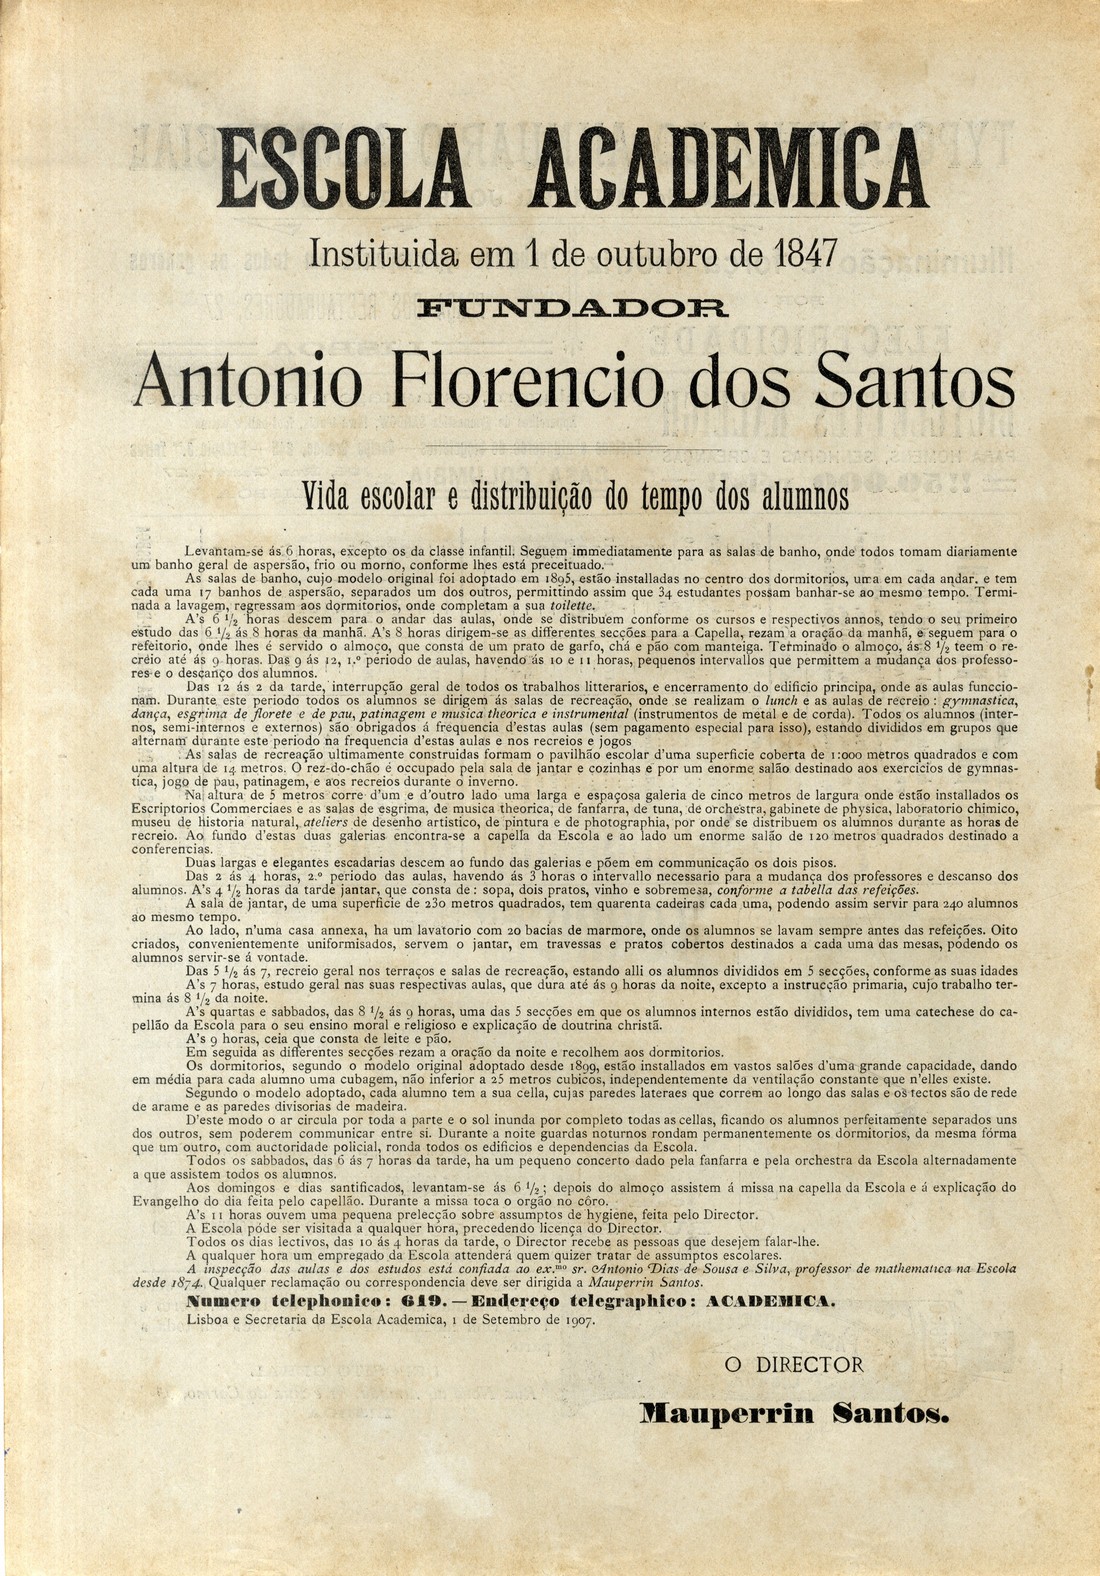 ESCOLA ACADEMICA
Instituida em 1 de outubro de 1847
FUNDADOR
Antonio Florencio dos Santos
Vida escolar e distribuição do tempo dos alumnos
Levantam-se ás 6 horas, excepto os da classe infantil. Seguem immediatamente para as salas de banho, onde todos tomam diariamente
um banho geral de aspersão, frio ou morno, conforme lhes está preceituado.
As salas de banho, cujo modelo original foi adoptado em 1895, estão installadas no centro dos dormitorios, uma em cada andar, e tem
cada uma 17 banhos de aspersão, separados um dos outros, permittindo assim que 34 estudantes possam banhar-se ao mesmo tempo. Termi-
nada a lavagem, regressam aos dormitorios, onde completam a sua toilette.
A's 6 1/2 horas descem para o andar das aulas, onde se distribuem conforme os cursos e respectivos annos, tendo o seu primeiro
estudo das 6 1/2 ás 8 horas da manhã. A's 8 horas dirigem-se as differentes secções para a Capella, rezam a oração da manhã, e seguem para o
refeitorio, onde lhes é servido o almoço, que consta de um prato de garfo, chá e pão com manteiga. Terminado o almoço, ás 8 1/2 teem o re-
creio até ás 9 horas. Das 9 ás 12, 1.º periodo de aulas, havendo ás 10 e 11 horas, pequenos intervallos que permittem a mudança dos professo-
res e o descanço dos alumnos.
Das 12 ás 2 da tarde, interrupção geral de todos os trabalhos litterarios, e encerramento do edificio principa, onde as aulas funccio-
nam. Durante este periodo todos os alumnos se dirigem ás salas de recreação, onde se realizam o lunch e as aulas de recreio: gymnastica,
dança, esgrima de florete e de pau, patinagem e musica theorica e instrumental (instrumentos de metal e de corda). Todos os alumnos (inter-
nos, semi-internos e externos) são obrigados á frequencia d'estas aulas (sem pagamento especial para isso), estando divididos em grupos que
alternam durante este periodo na frequencia d'estas aulas e nos recreios e jogos
As salas de recreação ultimamente construidas formam o pavilhão escolar d'uma superficie coberta de 1:000 metros quadrados e com
uma altura de 14 metros. O rez-do-chão é occupado pela sala de jantar e cozinhas e por um enorme salão destinado aos exercicios de gymnas-
tica, jogo de pau, patinagem, e aos recreios durante o inverno.
Na altura de 5 metros corre d'um e d'outro lado uma larga e espaçosa galeria de cinco metros de largura onde estão installados os
Escriptorios Commerciaes e as salas de esgrima, de musica theorica, de fanfarra, de tuna, de orchestra, gabinete de physica, laboratorio chimico,
museu de historia natural, ateliers de desenho artistico, de pintura e de photographia, por onde se distribuem os alumnos durante as horas de
recreio. Ao fundo d'estas duas galerias encontra-se a capella da Escola e ao lado um enorme salão de 120 metros quadrados destinado a
conferencias.
Duas largas e elegantes escadarias descem ao fundo das galerias e põem em communicação os dois pisos.
Das 2 ás 4 horas, 2.º periodo das aulas, havendo ás 3 horas o intervallo necessario para a mudança dos professores e descanso dos
alumnos. A's 4 1/2 horas da tarde jantar, que consta de: sopa, dois pratos, vinho e sobremesa, conforme a tabella das refeições.
A sala de jantar, de uma superficie de 230 metros quadrados, tem quarenta cadeiras cada uma, podendo assim servir para 240 alumnos
ao mesmo tempo.
Ao lado, n'uma casa annexa, ha um lavatorio com 20 bacias de marmore, onde os alumnos se lavam sempre antes das refeições. Oito
criados, convenientemente uniformisados, servem o jantar, em travessas e pratos cobertos destinados a cada uma das mesas, podendo os
alumnos servir-se á vontade.
Das 5 1/2 ás 7, recreio geral nos terraços e salas de recreação, estando alli os alumnos divididos em 5 secções, conforme as suas idades
A's 7 horas, estudo geral nas suas respectivas aulas, que dura até ás 9 horas da noite, excepto a instrucção primaria, cujo trabalho ter-
mina ás 8 1/2 da noite.
A's quartas e sabbados, das 8 1/2 ás 9 horas, uma das 5 secções em que os alumnos internos estão divididos, tem uma catechese do ca-
pellão da Escola para o seu ensino moral e religioso e explicação de doutrina christã.
A's 9 horas, ceia que consta de leite e pão.
Em seguida as differentes secções rezam a oração da noite e recolhem aos dormitorios.
Os dormitorios, segundo o modelo original adoptado desde 1899, estão installados em vastos salões d'uma grande capacidade, dando
em média para cada alumno uma cubagem, não inferior a 25 metros cubicos, independentemente da ventilação constante que n'elles existe.
Segundo o modelo adoptado, cada alumno tem a sua cella, cujas paredes lateraes que correm ao longo das salas e os tectos são de rede
de arame e as paredes divisorias de madeira.
D'este modo o ar circula por toda a parte e o sol inunda por completo todas as cellas, ficando os alumnos perfeitamente separados uns
dos outros, sem poderem communicar entre si. Durante a noite guardas noturnos rondam permanentemente os dormitorios, da mesma fórma
que um outro, com auctoridade policial, ronda todos os edificios e dependencias da Escola.
Todos os sabbados, das 6 ás 7 horas da tarde, ha um pequeno concerto dado pela fanfarra e pela orchestra da Escola alternadamente
a que assistem todos os alumnos.
Aos domingos e dias santificados, levantam-se ás 6 1/2; depois do almoço assistem á missa na capella da Escola e á explicação do
Evangelho do dia feita pelo capellão. Durante a missa toca o orgão no côro.
A's 11 horas ouvem uma pequena prelecção sobre assumptos de hygiene, feita pelo Director.
A Escola póde ser visitada a qualquer hora, precedendo licença do Director.
Todos os dias lectivos, das 10 ás 4 horas da tarde, o Director recebe as pessoas que desejem falar-lhe.
A qualquer hora um empregado da Escola attenderá quem quizer tratar de assumptos escolares.
A inspecção das aulas e dos estudos está confiada ao ex.mo sr. Antonio Dias de Sousa e Silva, professor de mathematica na Escola
desde 1874. Qualquer reclamação ou correspondencia deve ser dirigida a Mauperrin Santos.
Numero telephonico: 619. — Endereço telegraphico: ACADEMICA.
Lisboa e Secretaria da Escola Academica, 1 de Setembro de 1907.
O DIRECTOR
Mauperrin Santos.